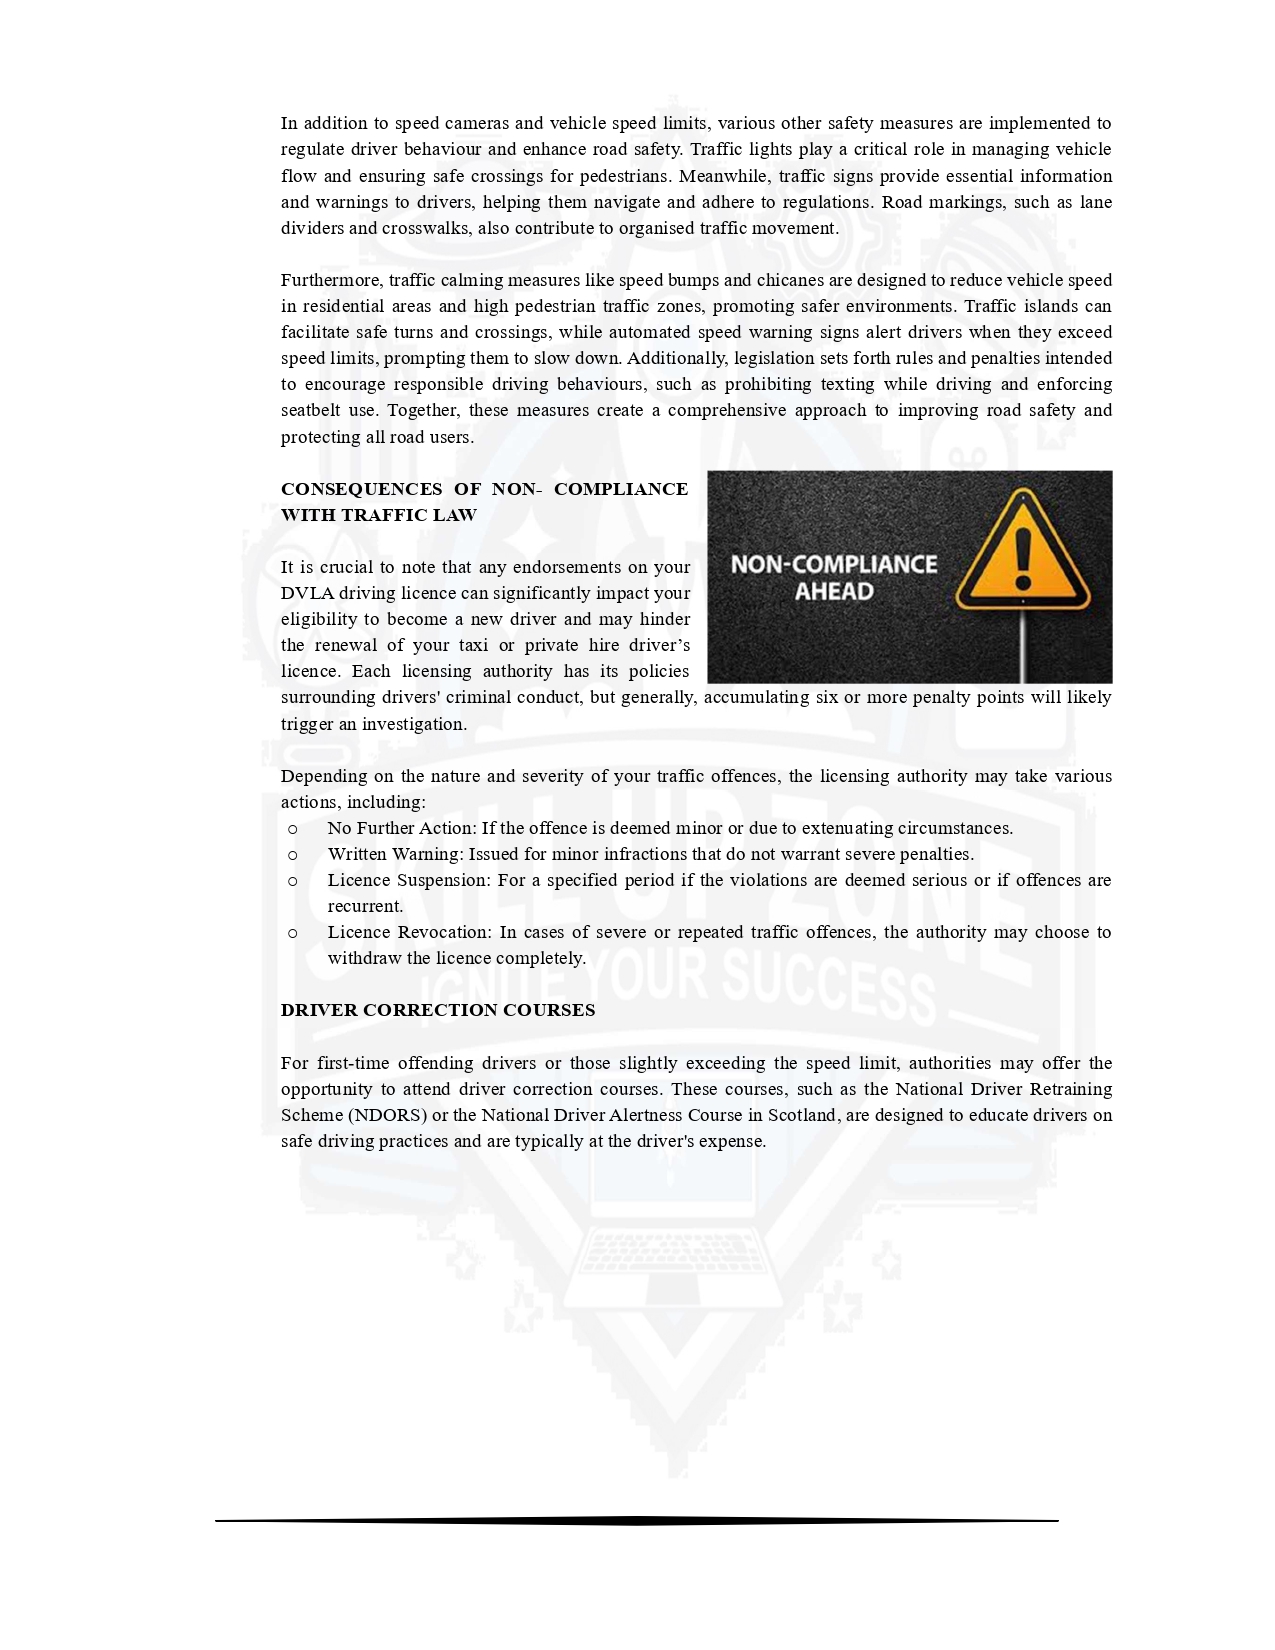 In addition to speed cameras and vehicle speed limits, various other safety measures are implemented to
regulate driver behaviour and enhance road safety. Traffic lights play a critical role in managing vehicle
flow and ensuring safe crossings for pedestrians. Meanwhile, traffic signs provide essential information
and warnings to drivers, helping them navigate and adhere to regulations. Road markings, such as lane
dividers and crosswalks, also contribute to organised traffic movement.
Furthermore, traffic calming measures like speed bumps and chicanes are designed to reduce vehicle speed
in residential areas and high pedestrian traffic zones, promoting safer environments. Traffic islands can
facilitate safe turns and crossings, while automated speed warning signs alert drivers when they exceed
speed limits, prompting them to slow down. Additionally, legislation sets forth rules and penalties intended
to encourage responsible driving behaviours, such as prohibiting texting while driving and enforcing
seatbelt use. Together, these measures create a comprehensive approach to improving road safety and
protecting all road users.
CONSEQUENCES OF NON- COMPLIANCE
WITH TRAFFIC LAW
NON-COMPLIANCE
AHEAD
It is crucial to note that any endorsements on your
DVLA driving licence can significantly impact your
eligibility to become a new driver and may hinder
the renewal of your taxi or private hire driver’s
licence. Each licensing authority has its policies
surrounding drivers' criminal conduct, but generally, accumulating six or more penalty points will likely
trigger an investigation.
Depending on the nature and severity of your traffic offences, the licensing authority may take various
actions, including:
o No Further Action: If the offence is deemed minor or due to extenuating circumstances.
o Written Warning: Issued for minor infractions that do not warrant severe penalties.
o Licence Suspension: For a specified period if the violations are deemed serious or if offences are
recurrent.
o Licence Revocation: In cases of severe or repeated traffic offences, the authority may choose to
withdraw the licence completely.
SKILL UP ZONE
IGNITE YOUR SUCCESS
DRIVER CORRECTION COURSES
For first-time offending drivers or those slightly exceeding the speed limit, authorities may offer the
opportunity to attend driver correction courses. These courses, such as the National Driver Retraining
Scheme (NDORS) or the National Driver Alertness Course in Scotland, are designed to educate drivers on
safe driving practices and are typically at the driver's expense.